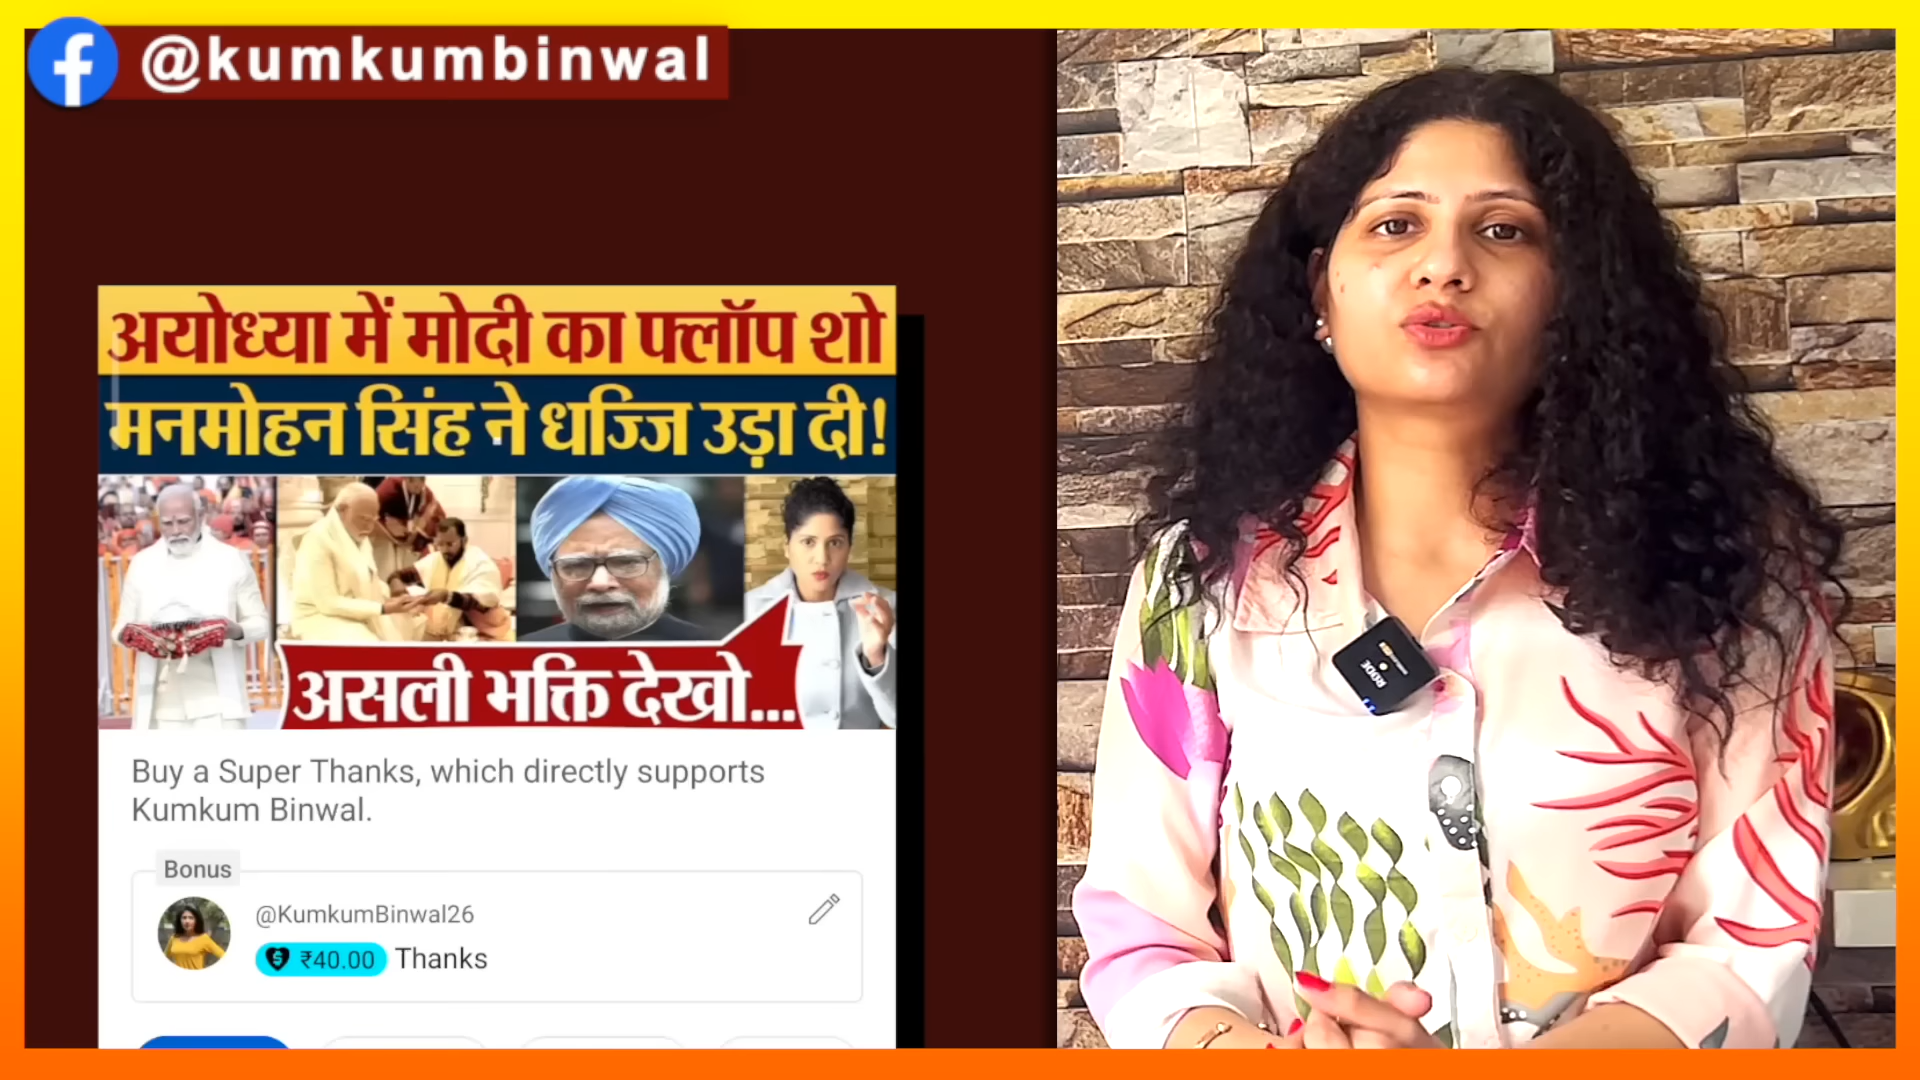 @kumkumbinwal
अयोध्या में मोदी का फ्लॉप शो
मनमोहन सिंह ने धज्जि उड़ा दी!
असली भक्ति देखो...
Buy a Super Thanks, which directly supports
Kumkum Binwal.
Bonus
@KumkumBinwal26
₹40.00 Thanks
RODE